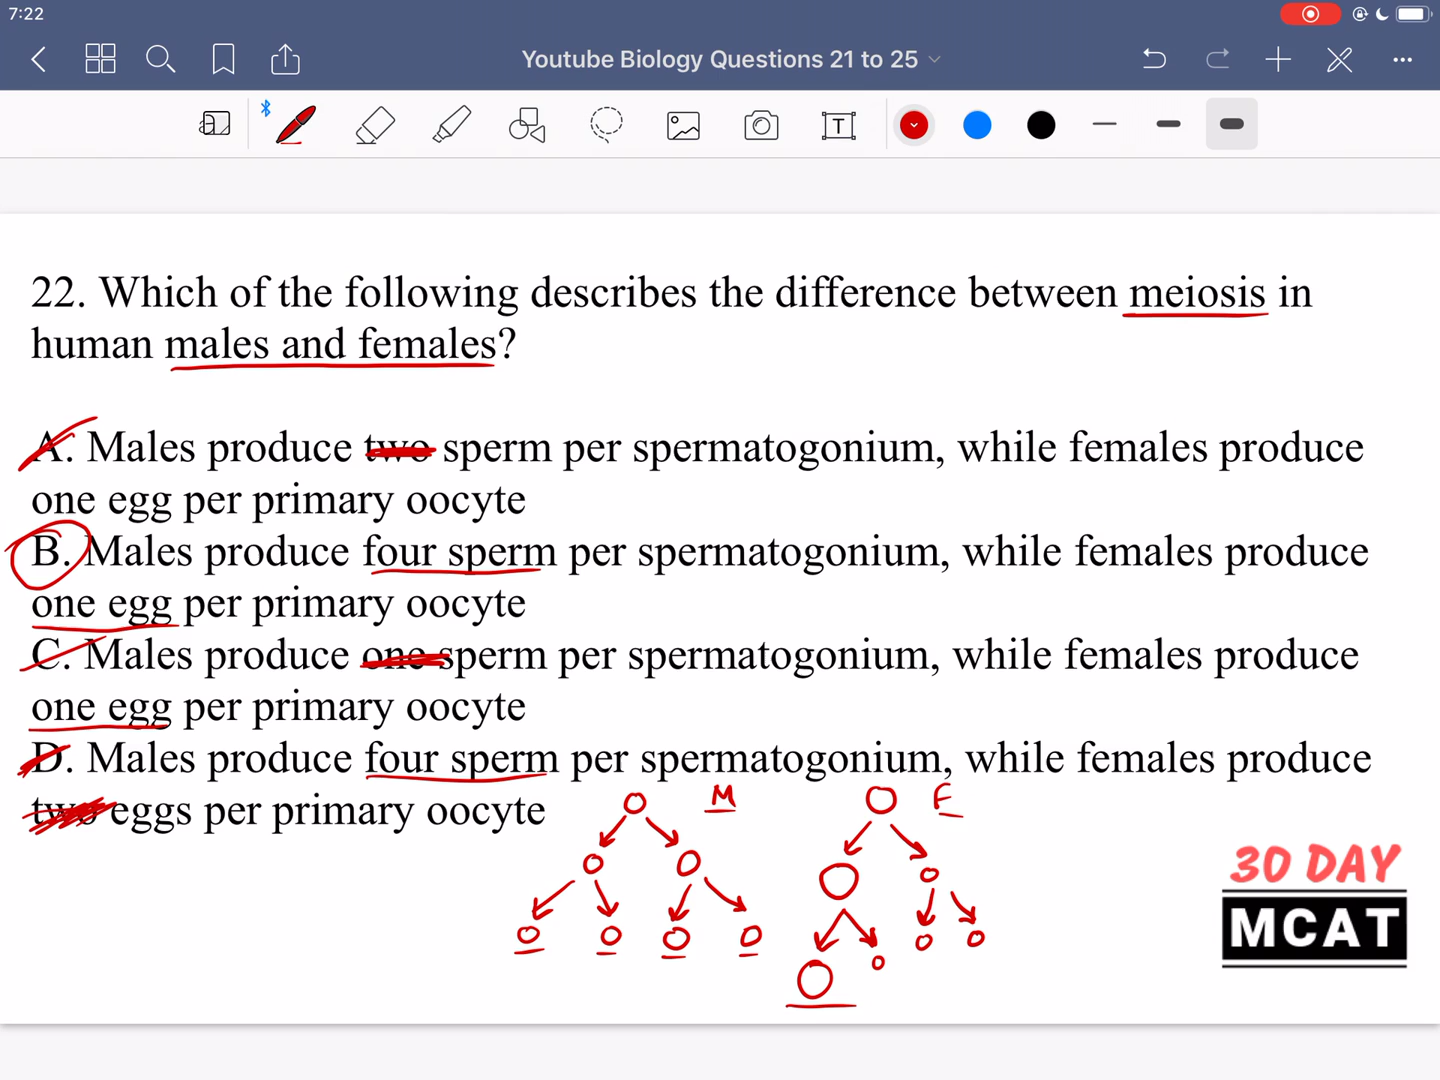 7:22
Youtube Biology Questions 21 to 25
T
22. Which of the following describes the difference between meiosis in
human males and females?
A. Males produce two sperm per spermatogonium, while females produce
one egg per primary oocyte
B. Males produce four sperm per spermatogonium, while females produce
one egg per primary oocyte
C. Males produce one sperm per spermatogonium, while females produce
one egg per primary oocyte
D. Males produce four sperm per spermatogonium, while females produce
two eggs per primary oocyte
M
F
30 DAY
MCAT